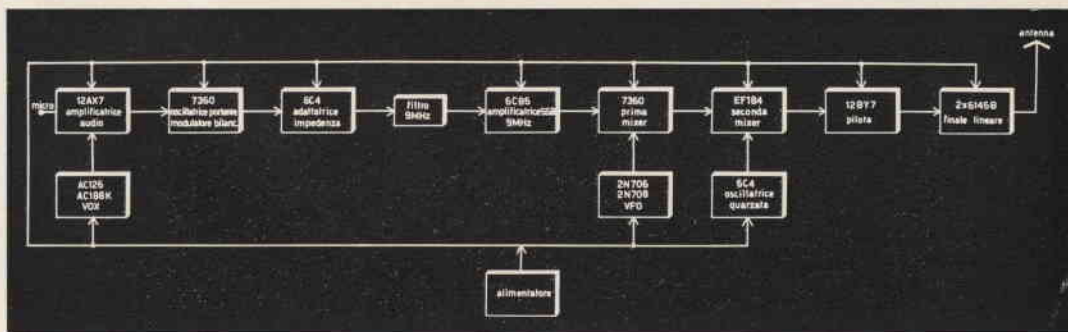 antenna
micro
12AX7
amplificatrice
audio
7360
oscillatrice portante
modulatore bilanc.
6C4
adattatrice
impedenza
filtro
9MHz
6CB6
amplificatrice
9MHz
7360
prima
mixer
EF184
seconda
mixer
12BY7
pilota
2x6146B
finale lineare
AC126
AC188K
VOX
2N706
2N708
VFO
6C4
oscillatrice
quarzata
alimentatore